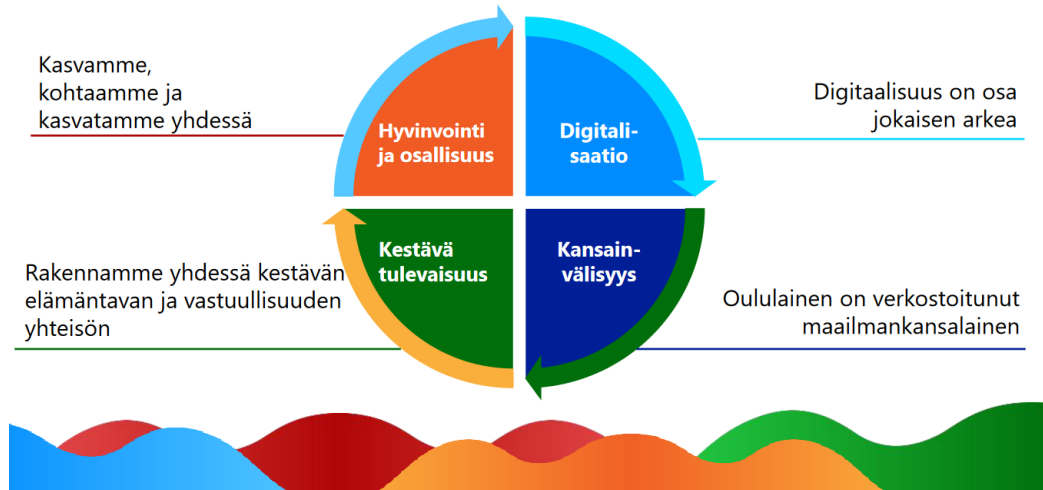 Kasvamme,
kohtaamme ja
kasvatamme yhdessä
Hyvinvointi
ja osallisuus
Digitali-
saatio
Digitaalisuus on osa
jokaisen arkea
Rakennamme yhdessä kestävän
elämäntavan ja vastuullisuuden
yhteisön
Kestävä
tulevaisuus
Kansain-
välisyys
Oululainen on verkostoitunut
maailmankansalainen